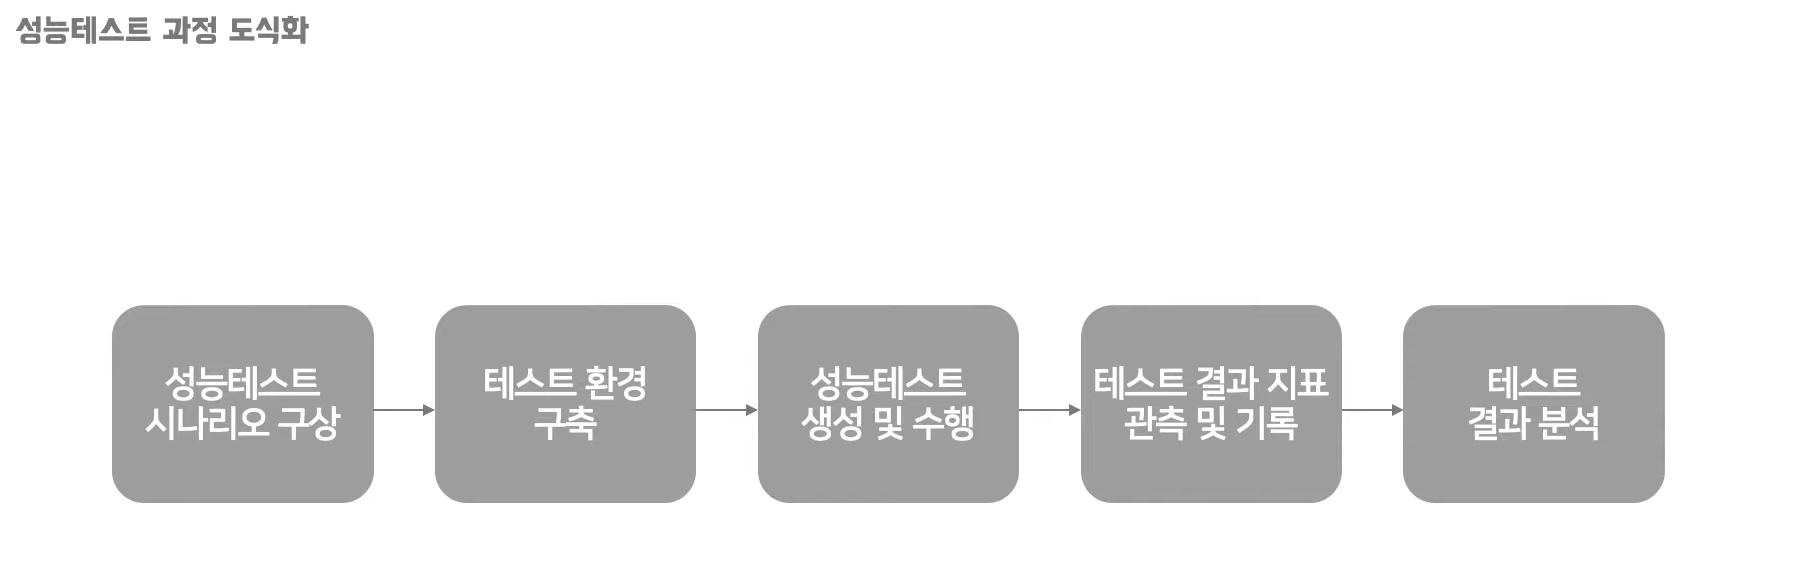 성능테스트 과정 도식화
성능테스트
시나리오 구상
테스트 환경
구축
성능테스트
생성 및 수행
테스트 결과 지표
관측 및 기록
테스트
결과 분석